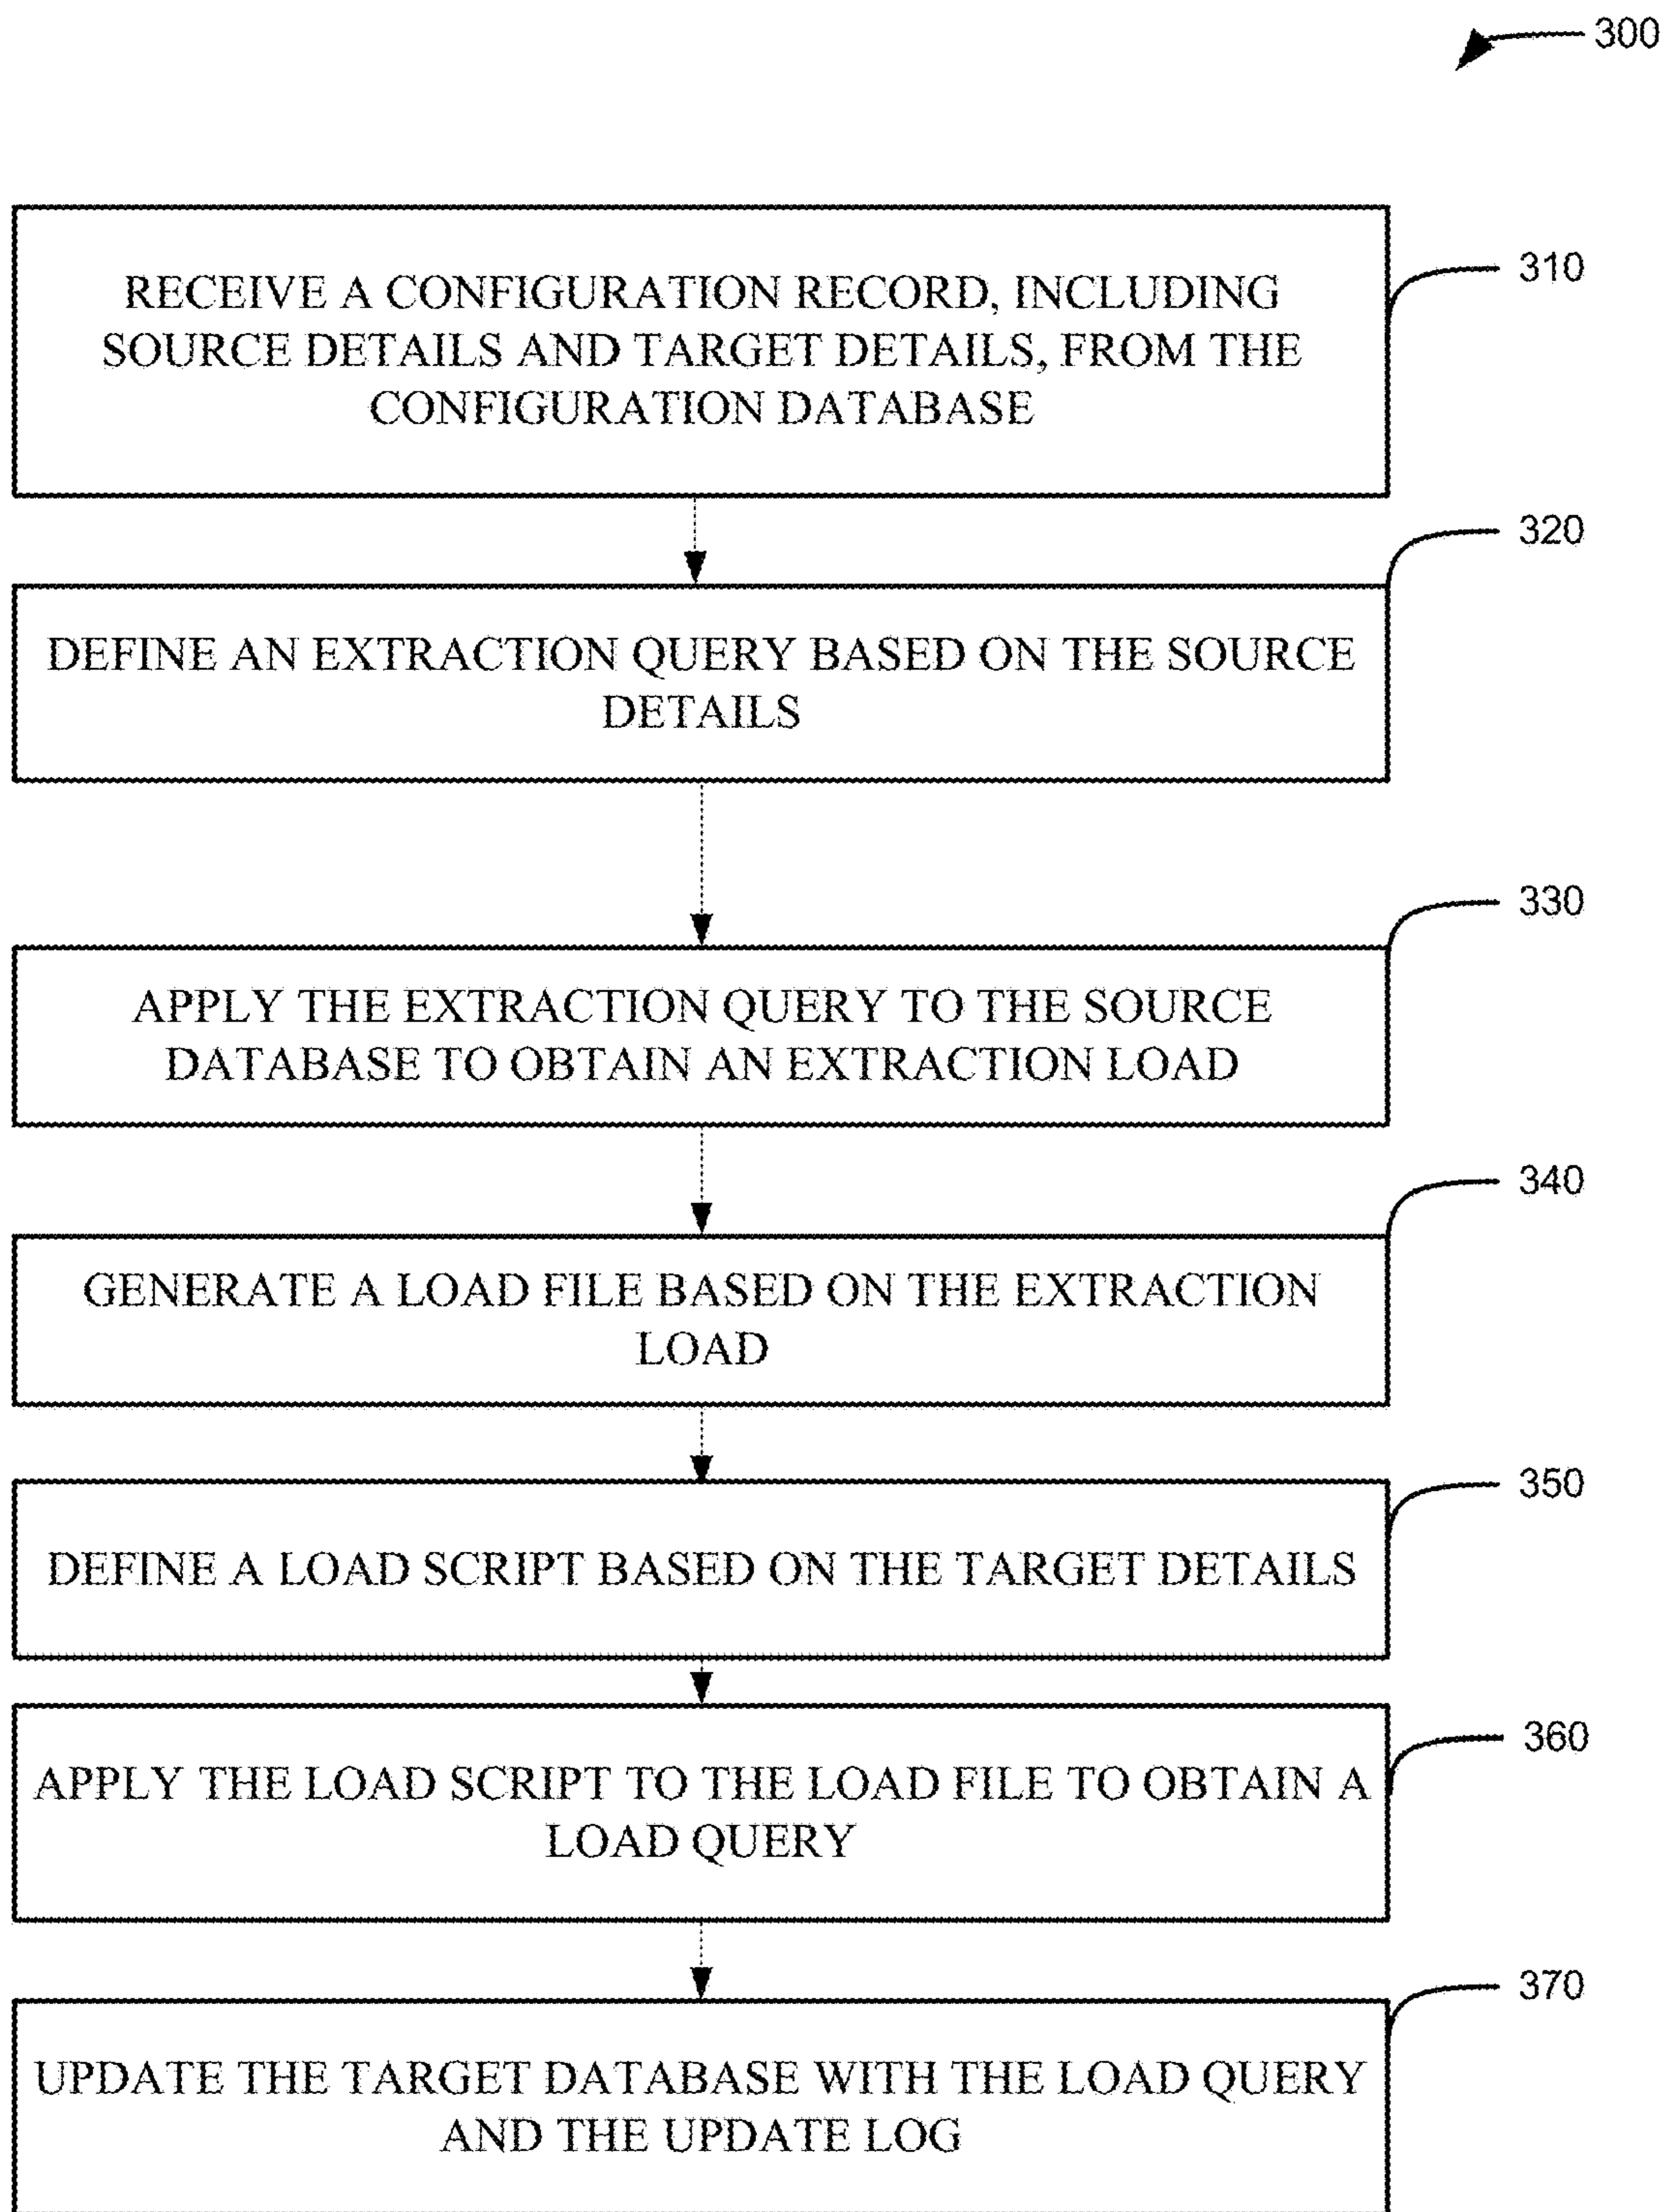 300
RECEIVE A CONFIGURATION RECORD, INCLUDING
SOURCE DETAILS AND TARGET DETAILS, FROM THE
CONFIGURATION DATABASE
310
320
DEFINE AN EXTRACTION QUERY BASED ON THE SOURCE
DETAILS
330
APPLY THE EXTRACTION QUERY TO THE SOURCE
DATABASE TO OBTAIN AN EXTRACTION LOAD
340
GENERATE A LOAD FILE BASED ON THE EXTRACTION
LOAD
350
DEFINE A LOAD SCRIPT BASED ON THE TARGET DETAILS
360
APPLY THE LOAD SCRIPT TO THE LOAD FILE TO OBTAIN A
LOAD QUERY
370
UPDATE THE TARGET DATABASE WITH THE LOAD QUERY
AND THE UPDATE LOG